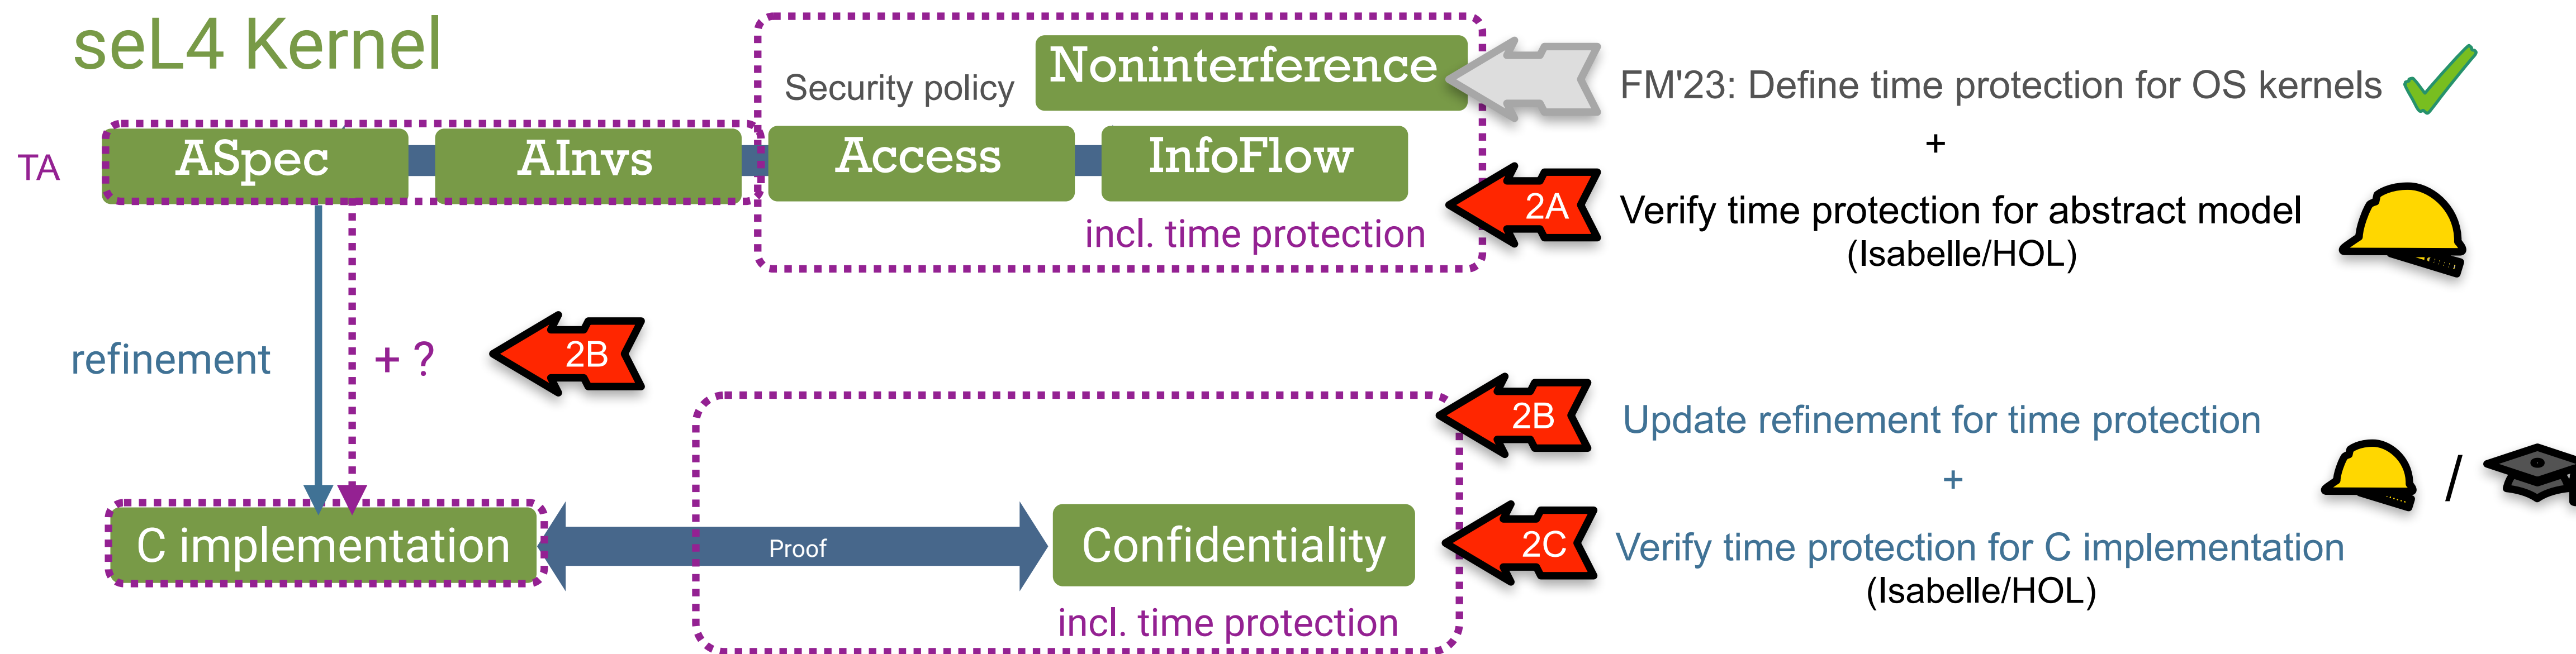 seL4 Kernel
Security policy
Noninterference
FM'23: Define time protection for OS kernels
+
TA
ASpec
AInvs
Access
InfoFlow
2A
Verify time protection for abstract model
(Isabelle/HOL)
incl. time protection
refinement
+ ?
2B
2B
Update refinement for time protection
+
/
C implementation
Proof
Confidentiality
2C
Verify time protection for C implementation
(Isabelle/HOL)
incl. time protection